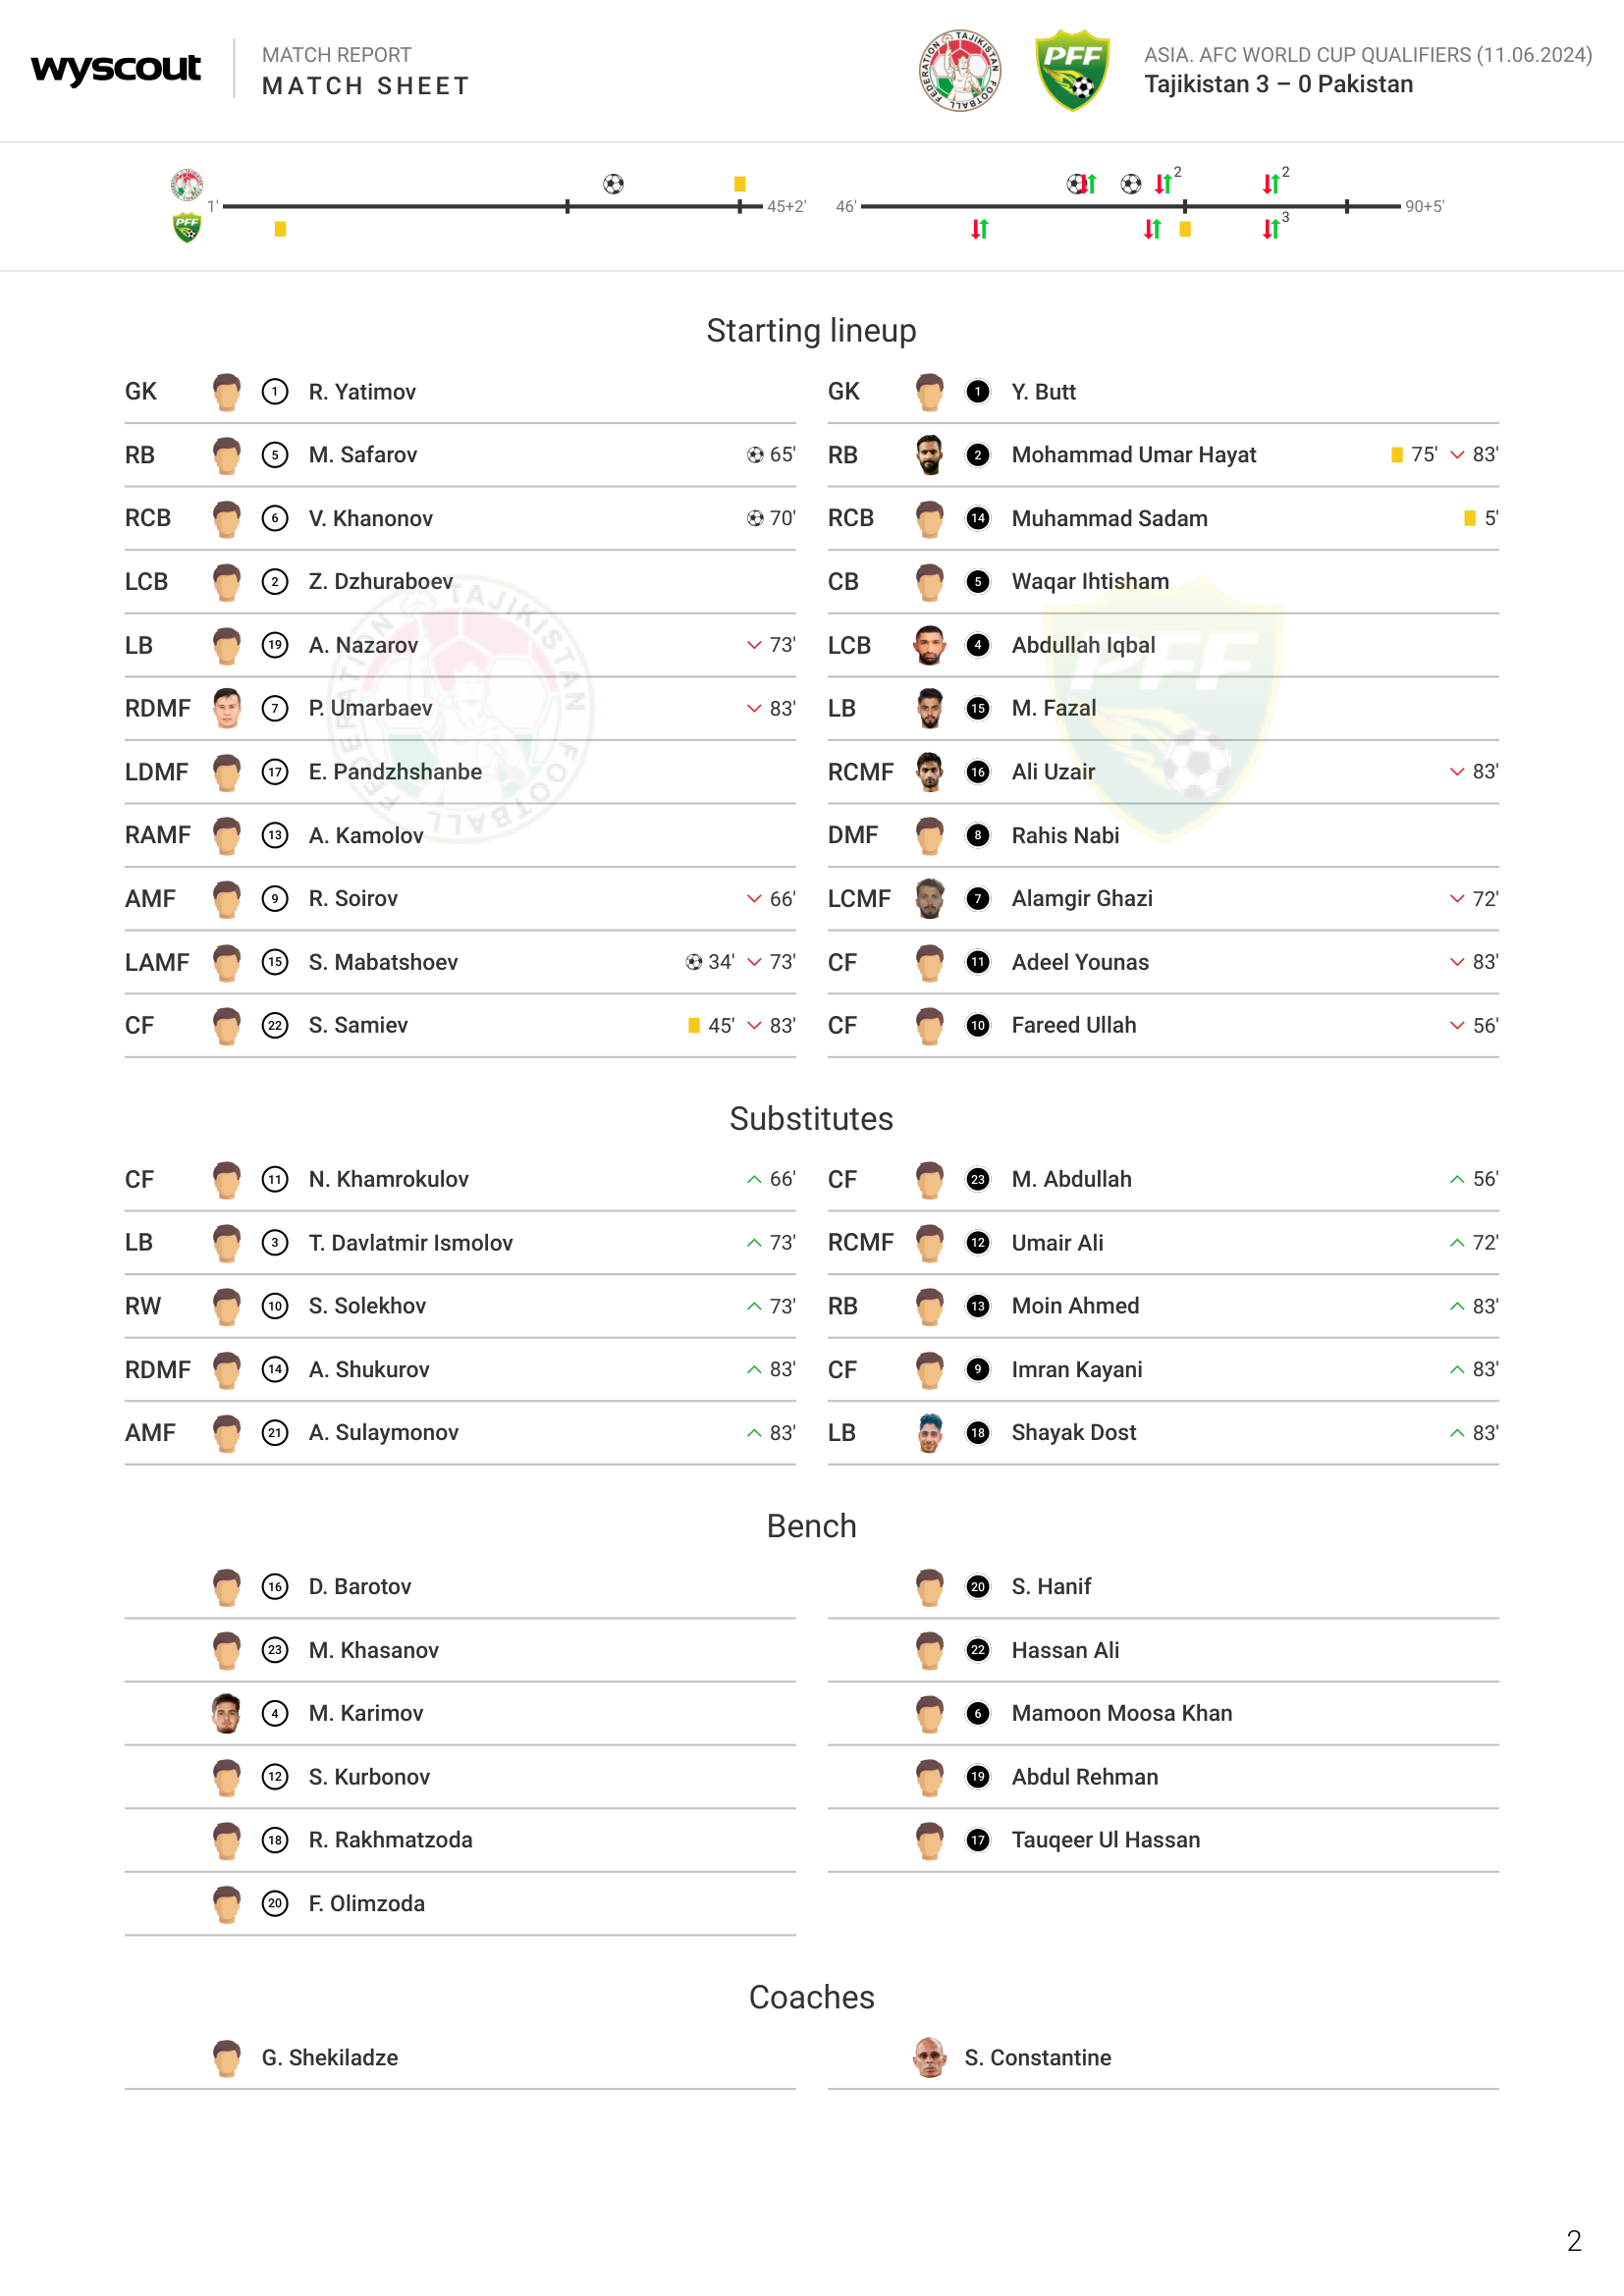 wyscout
MATCH REPORT
MATCH SHEET
ASIA. AFC WORLD CUP QUALIFIERS (11.06.2024)
Tajikistan 3 – 0 Pakistan
FEDERATION TAJIKISTAN FOOTBALL
PFF
2 2
1' 45+2' 46' 90+5'
PFF
3
Starting lineup
GK 1 R. Yatimov
GK 1 Y. Butt
RB 5 M. Safarov 65'
RB 2 Mohammad Umar Hayat 75' 83'
RCB 6 V. Khanonov 70'
RCB 14 Muhammad Sadam 5'
LCB 2 Z. Dzhuraboev
CB 5 Waqar Ihtisham
LB 19 A. Nazarov 73'
LCB 4 Abdullah Iqbal
RDMF 7 P. Umarbaev 83'
LB 15 M. Fazal
LDMF 17 E. Pandzhshanbe
RCMF 16 Ali Uzair 83'
RAMF 13 A. Kamolov
DMF 8 Rahis Nabi
AMF 9 R. Soirov 66'
LCMF 7 Alamgir Ghazi 72'
LAMF 15 S. Mabatshoev 34' 73'
CF 11 Adeel Younas 83'
CF 22 S. Samiev 45' 83'
CF 10 Fareed Ullah 56'
FEDERATION TAJIKISTAN FOOTBALL
PFF
Substitutes
CF 11 N. Khamrokulov 66'
CF 23 M. Abdullah 56'
LB 3 T. Davlatmir Ismolov 73'
RCMF 12 Umair Ali 72'
RW 10 S. Solekhov 73'
RB 13 Moin Ahmed 83'
RDMF 14 A. Shukurov 83'
CF 9 Imran Kayani 83'
AMF 21 A. Sulaymonov 83'
LB 18 Shayak Dost 83'
Bench
16 D. Barotov
20 S. Hanif
23 M. Khasanov
22 Hassan Ali
4 M. Karimov
6 Mamoon Moosa Khan
12 S. Kurbonov
19 Abdul Rehman
18 R. Rakhmatzoda
17 Tauqeer Ul Hassan
20 F. Olimzoda
Coaches
G. Shekiladze
S. Constantine
2